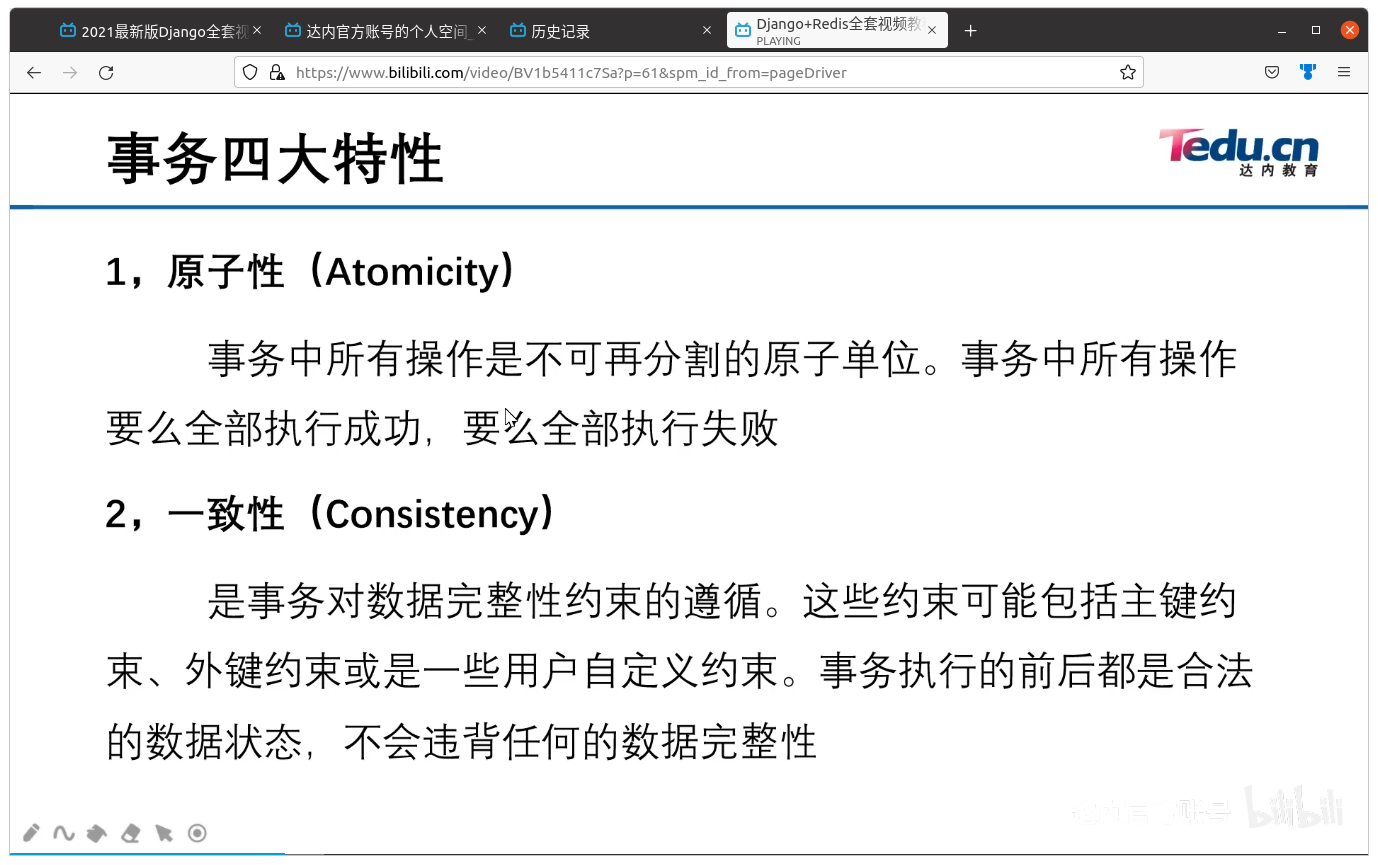 2021最新版Django全套视
达内官方账号的个人空间_
历史记录
Django+Redis全套视频教
PLAYING
https://www.bilibili.com/video/BV1b5411c7Sa?p=61&spm_id_from=pageDriver
事务四大特性
Tedu.cn
达内教育
1，原子性（Atomicity）
事务中所有操作是不可再分割的原子单位。事务中所有操作
要么全部执行成功，要么全部执行失败
2，一致性（Consistency）
是事务对数据完整性约束的遵循。这些约束可能包括主键约
束、外键约束或是一些用户自定义约束。事务执行的前后都是合法
的数据状态，不会违背任何的数据完整性
达内官方账号 bilibili